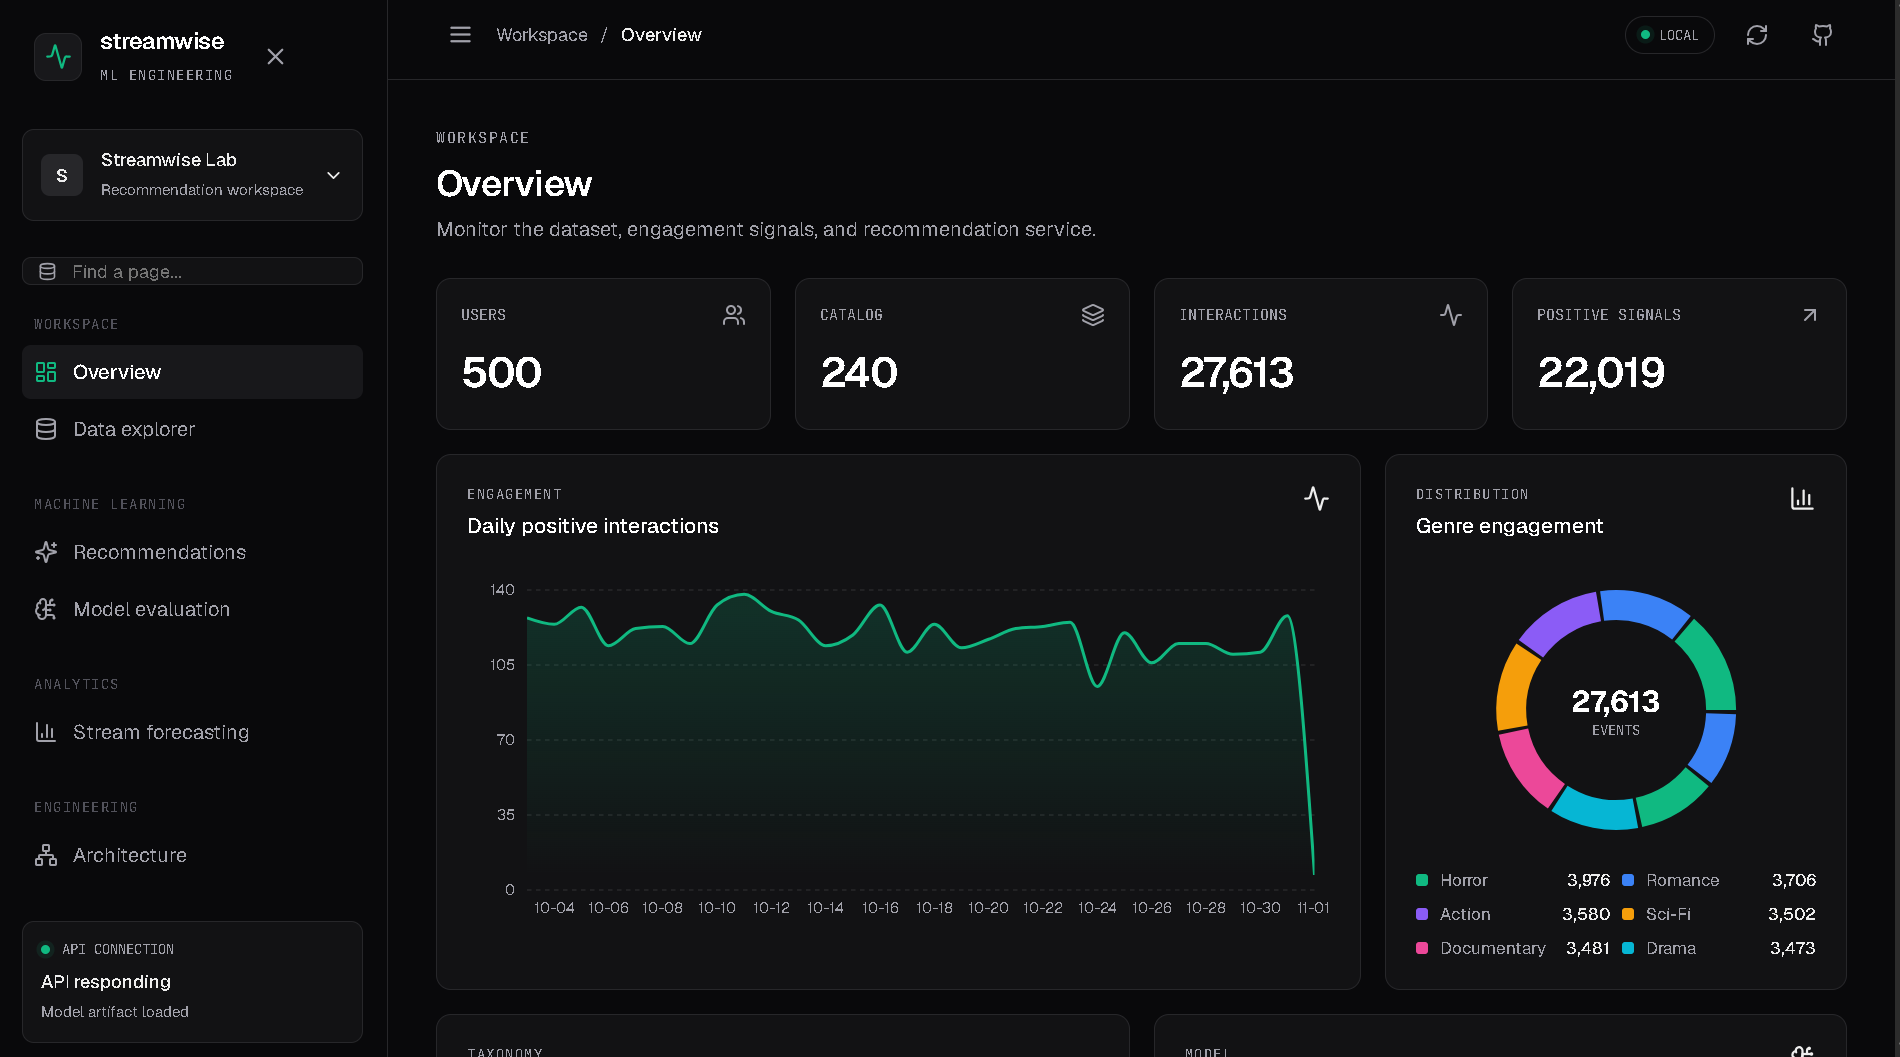 streamwise
ML ENGINEERING
S
Streamwise Lab
Recommendation workspace
Find a page...
WORKSPACE
Overview
Data explorer
MACHINE LEARNING
Recommendations
Model evaluation
ANALYTICS
Stream forecasting
ENGINEERING
Architecture
API CONNECTION
API responding
Model artifact loaded
Workspace / Overview
LOCAL
WORKSPACE
Overview
Monitor the dataset, engagement signals, and recommendation service.
USERS
500
CATALOG
240
INTERACTIONS
27,613
POSITIVE SIGNALS
22,019
ENGAGEMENT
Daily positive interactions
140
105
70
35
0
10-04 10-06 10-08 10-10 10-12 10-14 10-16 10-18 10-20 10-22 10-24 10-26 10-28 10-30 11-01
DISTRIBUTION
Genre engagement
27,613
EVENTS
Horror 3,976 Romance 3,706
Action 3,580 Sci-Fi 3,502
Documentary 3,481 Drama 3,473
TAXONOMY
MODEL